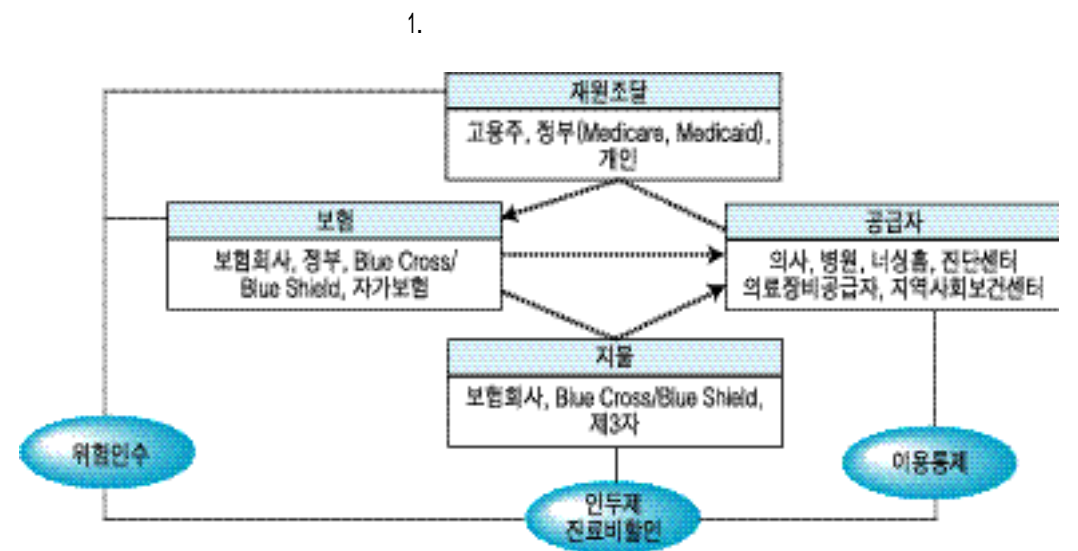 1.
재원조달
고용주, 정부(Medicare, Medicaid),
개인
보험
보험회사, 정부, Blue Cross/
Blue Shield, 자가보험
공급자
의사, 병원, 너싱홈, 진단센터
의료장비공급자, 지역사회보건센터
지불
보험회사, Blue Cross/Blue Shield,
제3자
위험인수
이용통제
인두제
진료비할인